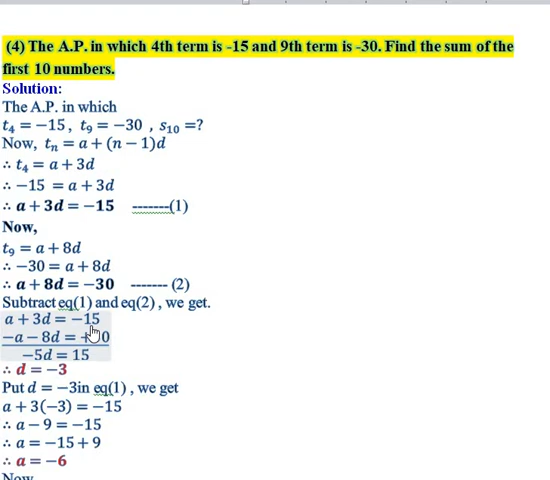 (4) The A.P. in which 4th term is -15 and 9th term is -30. Find the sum of the
first 10 numbers.
Solution:
The A.P. in which
t₄ = −15, t₉ = −30 , s₁₀ =?
Now, tₙ = a + (n − 1)d
∴ t₄ = a + 3d
∴ −15 = a + 3d
∴ a + 3d = −15 -------(1)
Now,
t₉ = a + 8d
∴ −30 = a + 8d
∴ a + 8d = −30 ------- (2)
Subtract eq(1) and eq(2) , we get.
a + 3d = −15
−a − 8d = + 0
−5d = 15
∴ d = −3
Put d = −3in eq(1) , we get
a + 3(−3) = −15
∴ a − 9 = −15
∴ a = −15 + 9
∴ a = −6
Now